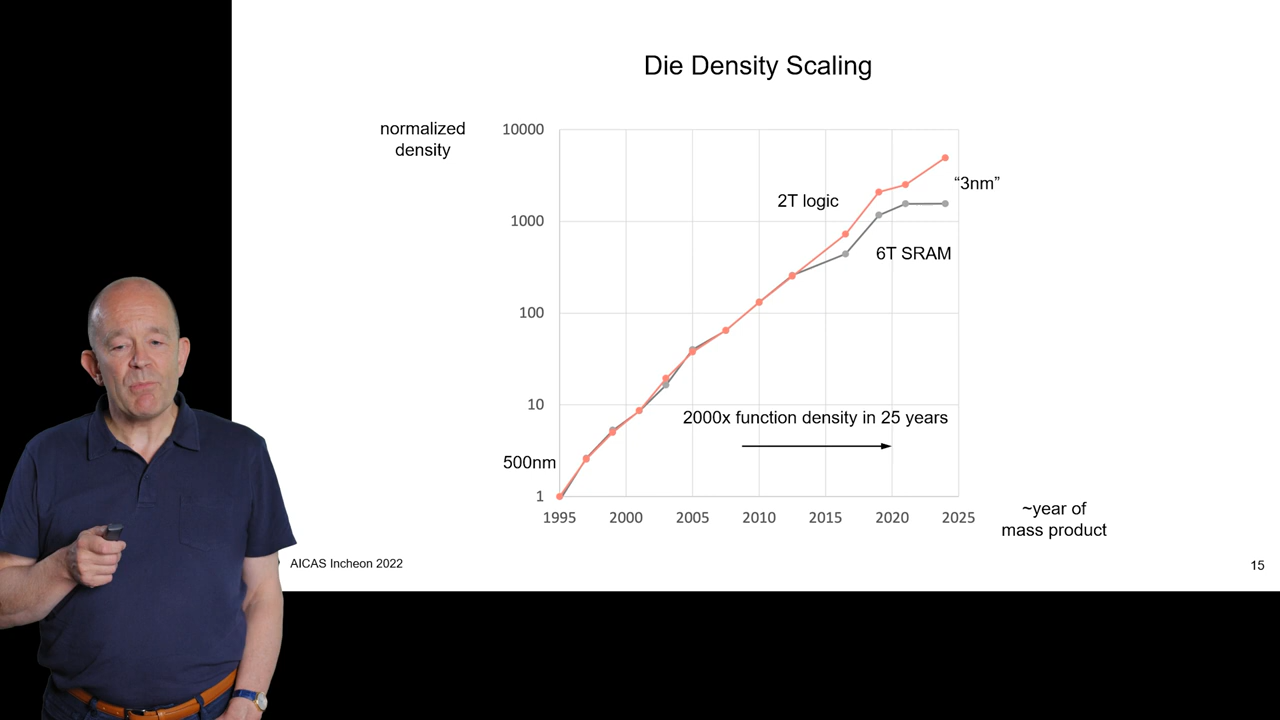 Die Density Scaling
normalized
density
10000
1000
100
10
1
2T logic
“3nm”
6T SRAM
2000x function density in 25 years
500nm
1995 2000 2005 2010 2015 2020 2025
~year of
mass product
AICAS Incheon 2022
15